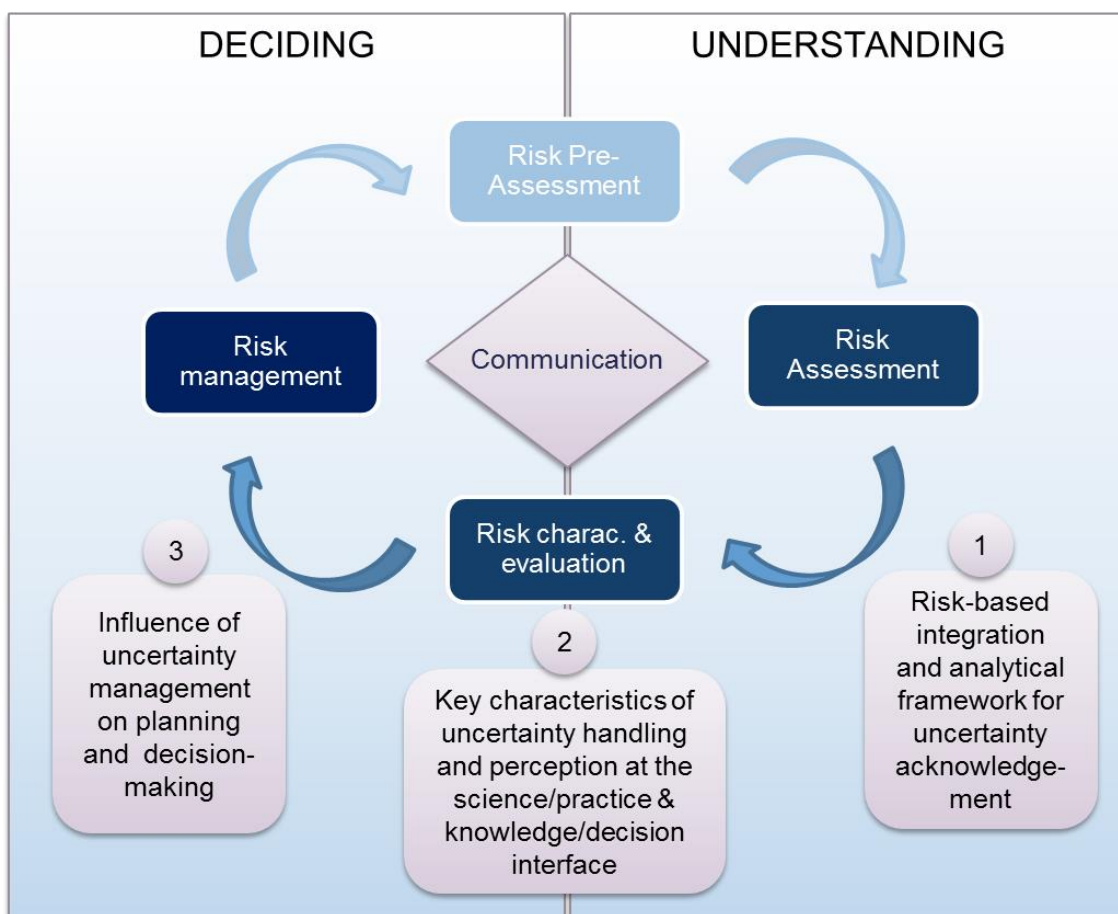 DECIDING
UNDERSTANDING
Risk Pre-
Assessment
Risk
management
Communication
Risk
Assessment
Risk charac. &
evaluation
3
Influence of
uncertainty
management
on planning
and decision-
making
2
Key characteristics of
uncertainty handling
and perception at the
science/practice &
knowledge/decision
interface
1
Risk-based
integration
and analytical
framework for
uncertainty
acknowledge-
ment